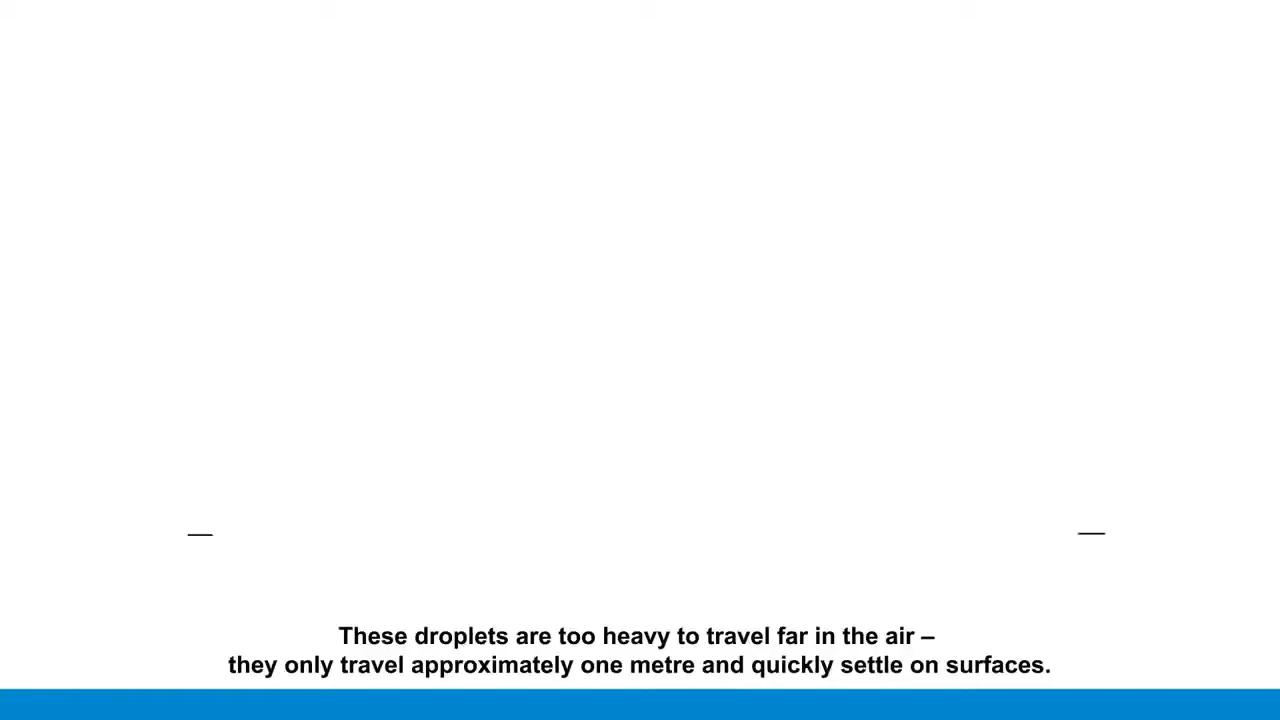 These droplets are too heavy to travel far in the air –
they only travel approximately one metre and quickly settle on surfaces.